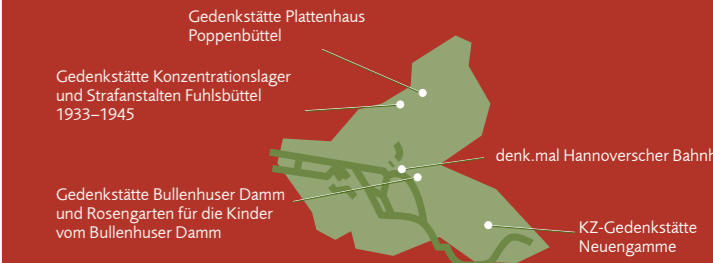 Gedenkstätte Plattenhaus
Poppenbüttel
Gedenkstätte Konzentrationslager
und Strafanstalten Fuhlsbüttel
1933–1945
denk.mal Hannoverscher Bahnh
Gedenkstätte Bullenhuser Damm
und Rosengarten für die Kinder
vom Bullenhuser Damm
KZ-Gedenkstätte
Neuengamme